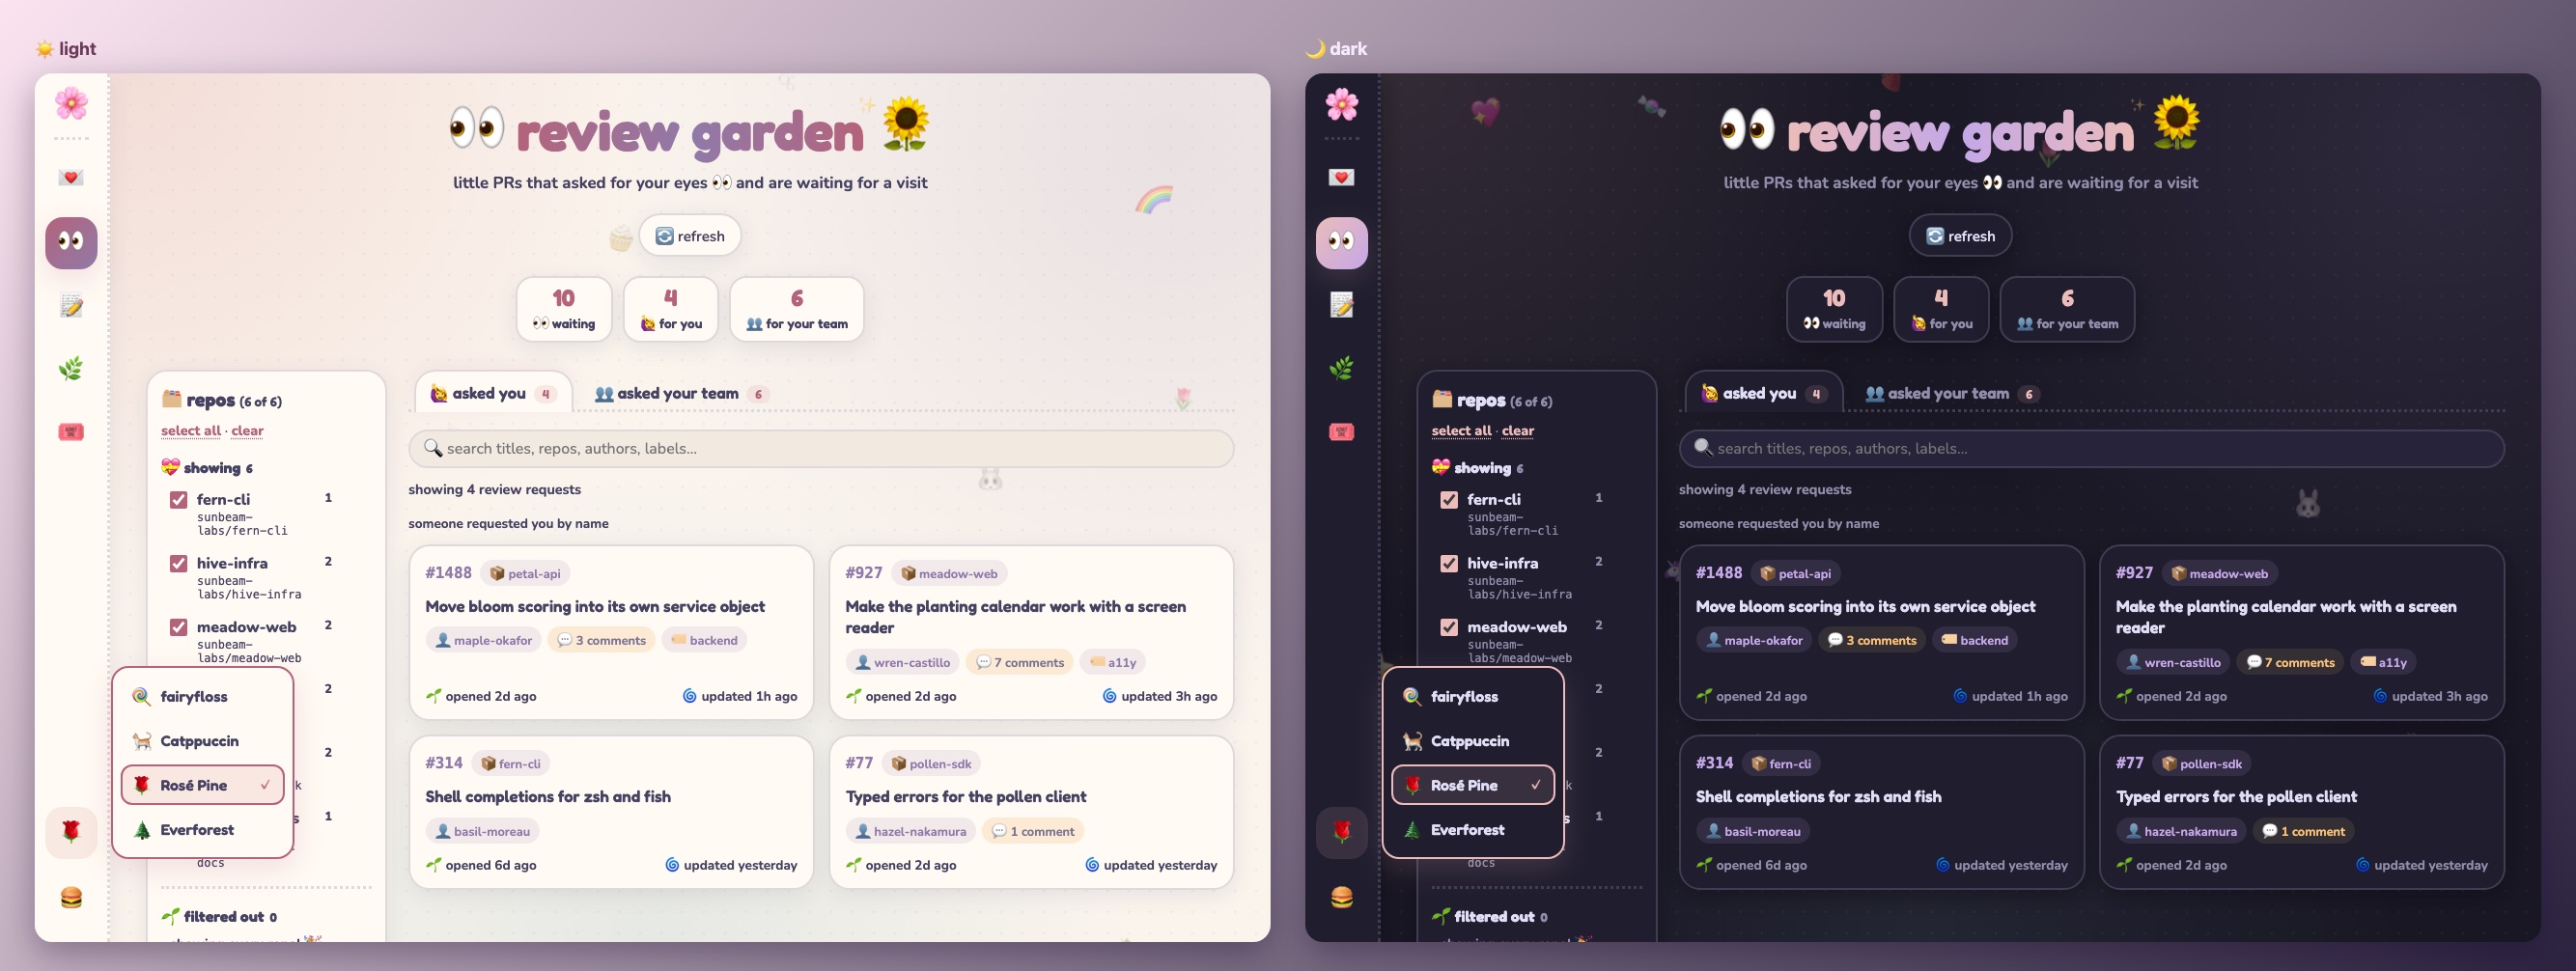 light
review garden
little PRs that asked for your eyes and are waiting for a visit
refresh
10
waiting
4
for you
6
for your team
repos (6 of 6)
select all · clear
showing 6
fern-cli 1
sunbeam-
labs/fern-cli
hive-infra 2
sunbeam-
labs/hive-infra
meadow-web 2
sunbeam-
labs/meadow-web
2
2
k
s 1
docs
fairyfloss
Catppuccin
Rosé Pine ✓
Everforest
filtered out 0
asked you 4
asked your team 6
search titles, repos, authors, labels...
showing 4 review requests
someone requested you by name
#1488 petal-api
Move bloom scoring into its own service object
maple-okafor 3 comments backend
opened 2d ago updated 1h ago
#927 meadow-web
Make the planting calendar work with a screen
reader
wren-castillo 7 comments a11y
opened 2d ago updated 3h ago
#314 fern-cli
Shell completions for zsh and fish
basil-moreau
opened 6d ago updated yesterday
#77 pollen-sdk
Typed errors for the pollen client
hazel-nakamura 1 comment
opened 2d ago updated yesterday
dark
review garden
little PRs that asked for your eyes and are waiting for a visit
refresh
10
waiting
4
for you
6
for your team
repos (6 of 6)
select all · clear
showing 6
fern-cli 1
sunbeam-
labs/fern-cli
hive-infra 2
sunbeam-
labs/hive-infra
meadow-web 2
sunbeam-
labs/meadow-web
2
2
k
s 1
docs
fairyfloss
Catppuccin
Rosé Pine ✓
Everforest
filtered out 0
asked you 4
asked your team 6
search titles, repos, authors, labels...
showing 4 review requests
someone requested you by name
#1488 petal-api
Move bloom scoring into its own service object
maple-okafor 3 comments backend
opened 2d ago updated 1h ago
#927 meadow-web
Make the planting calendar work with a screen
reader
wren-castillo 7 comments a11y
opened 2d ago updated 3h ago
#314 fern-cli
Shell completions for zsh and fish
basil-moreau
opened 6d ago updated yesterday
#77 pollen-sdk
Typed errors for the pollen client
hazel-nakamura 1 comment
opened 2d ago updated yesterday